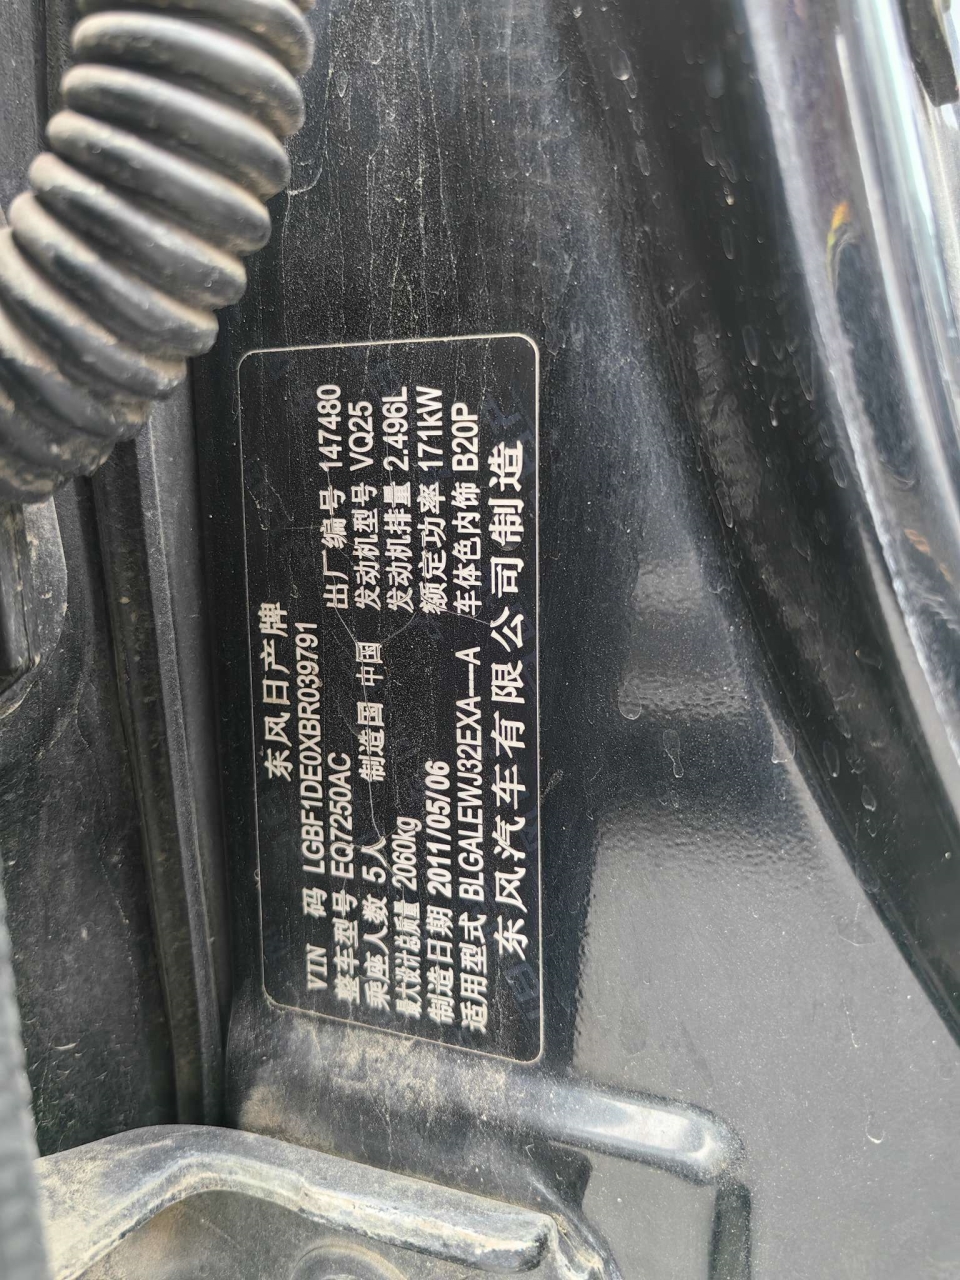 东风日产牌
VIN 码 LGBF1DE0XBR039791 出厂编号 147480
整车型号 EQ7250AC 发动机型号 VQ25
乘座人数 5人 制造国 中国 发动机排量 2.496L
最大设计总质量 2060kg 额定功率 171kW
制造日期 2011/05/06 车体色内饰 B20P
适用型式 BLGALEWJ32EXA—A
东风汽车有限公司制造